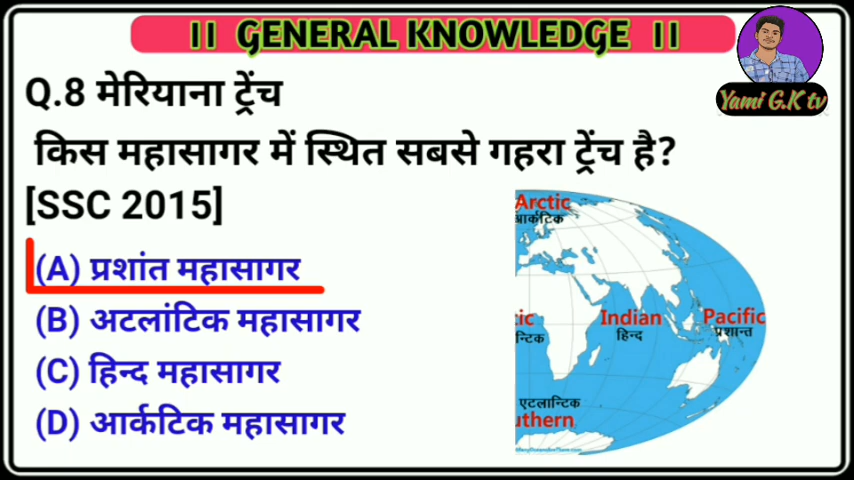 ।। GENERAL KNOWLEDGE ।।
Yami G.K tv
Q.8 मेरियाना ट्रेंच
किस महासागर में स्थित सबसे गहरा ट्रेंच है?
[SSC 2015]
(A) प्रशांत महासागर
(B) अटलांटिक महासागर
(C) हिन्द महासागर
(D) आर्कटिक महासागर
Arctic
आर्कटिक
tic
Indian
Pacific
न्टिक
हिन्द
प्रशान्त
एटलान्टिक
uthern